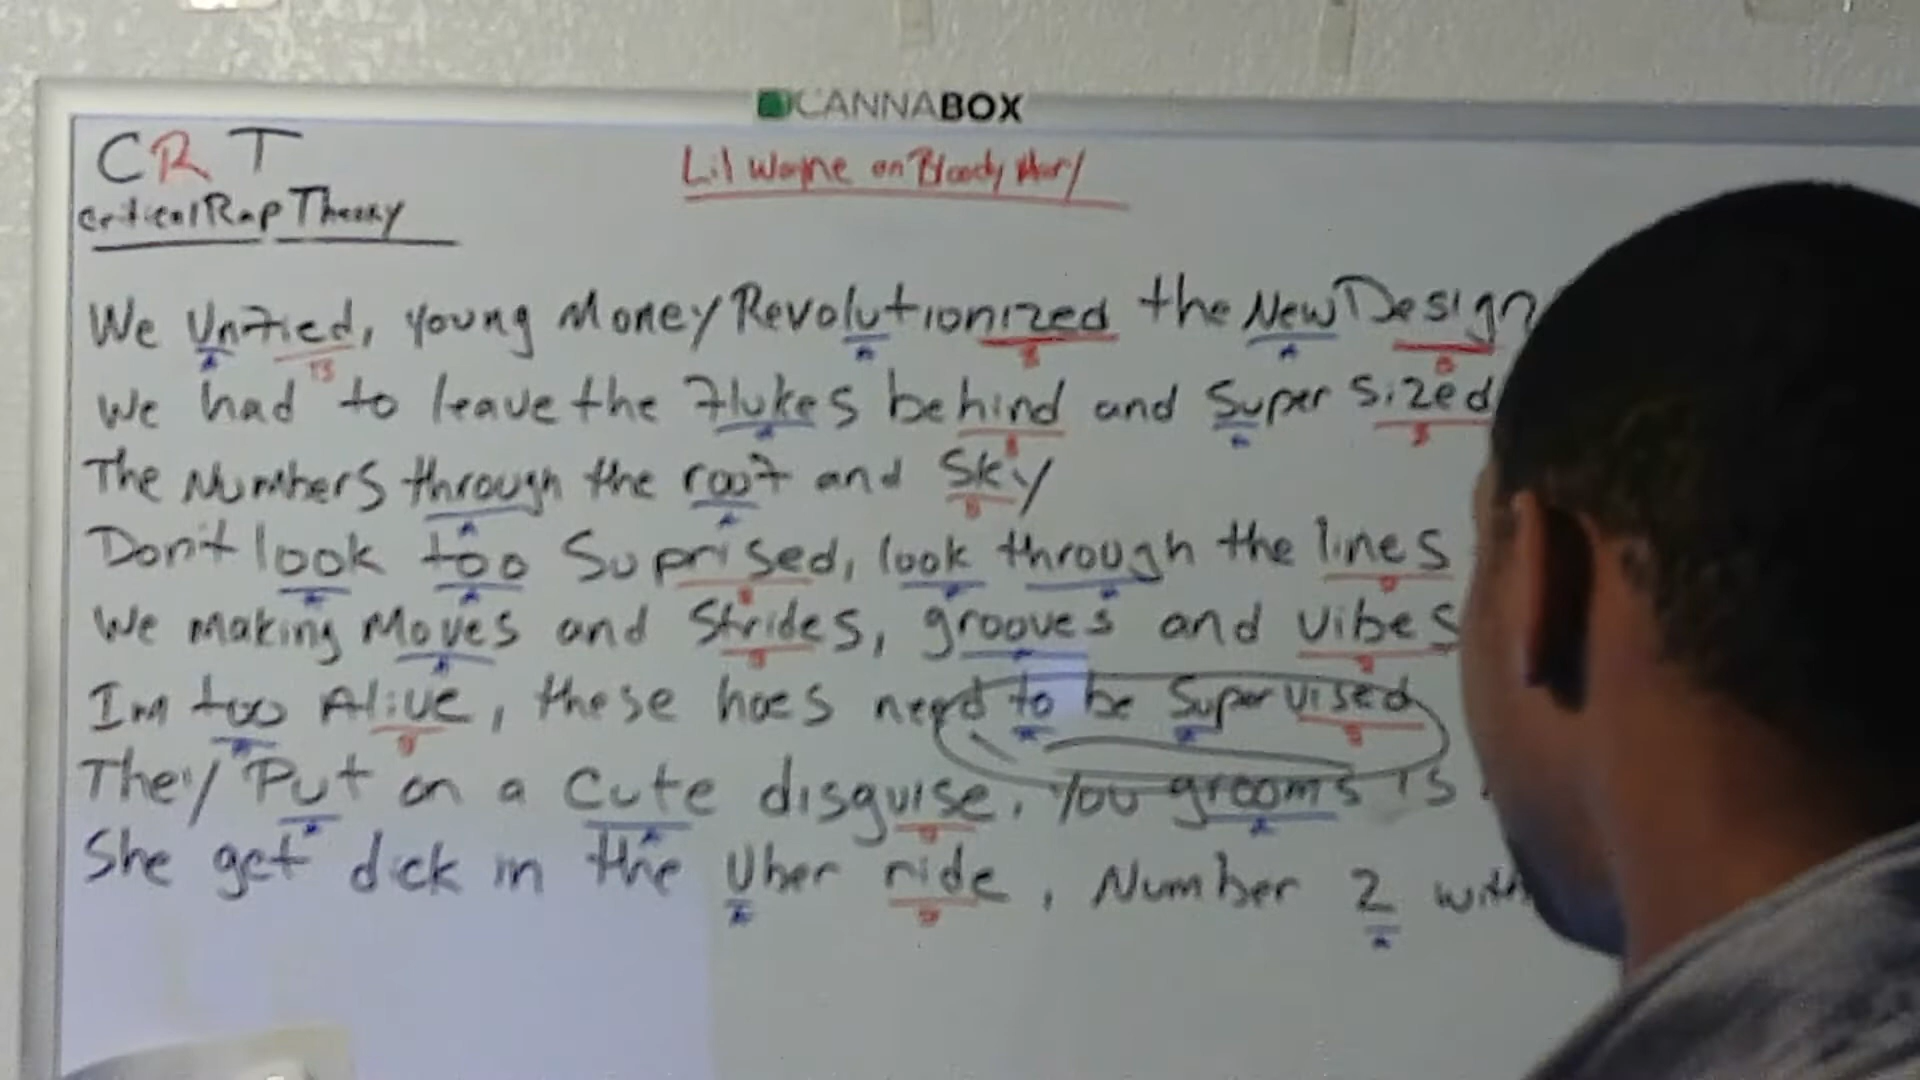 CANNABOX
CRT
Critical Rap Theory
Lil Wayne on Bloody Mary
We Unified, Young Money Revolutionized the New Design
We had to leave the flukes behind and Super Sized
The Numbers through the roof and Sky
Don't look too Suprised, look through the lines
We making Moves and Strides, grooves and vibes
Im too Alive, these hoes need to be Supervised
They Put on a Cute disguise, You grooms is
She get dick in the Uber ride, Number 2 with